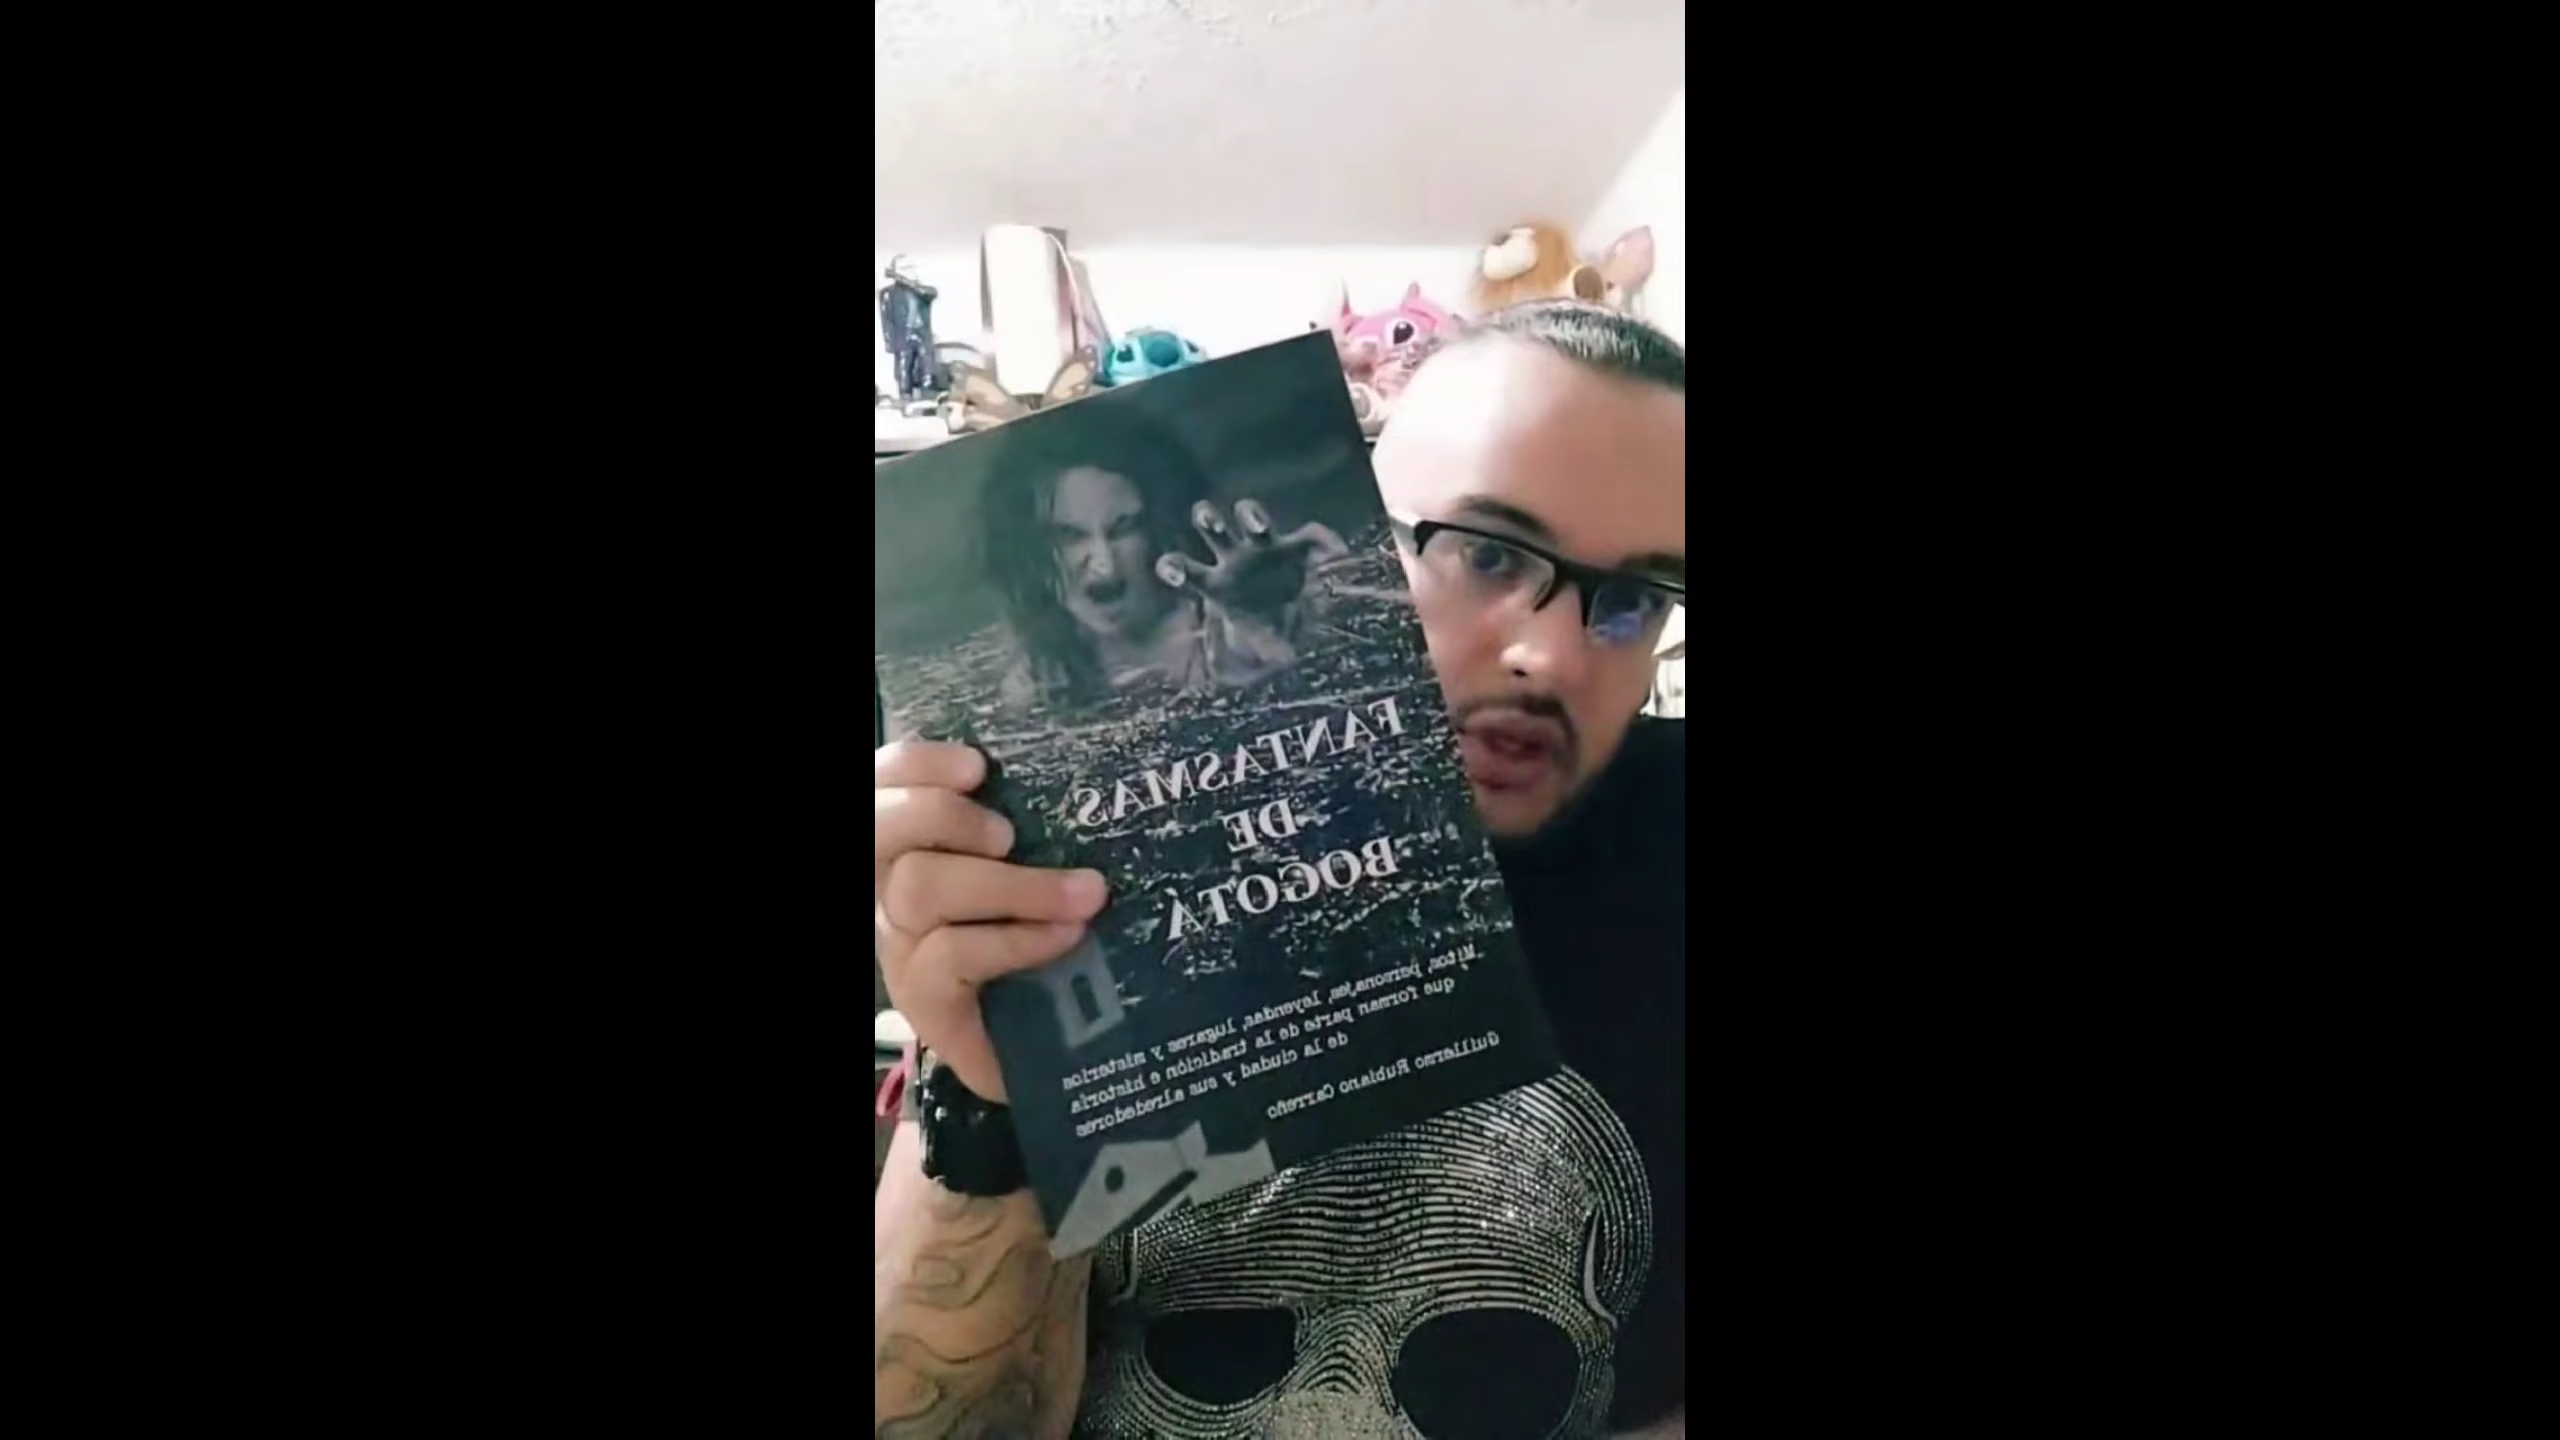 FANTASMAS
DE
BOGOTÁ
Mitos, personajes, leyendas, lugares y misterios
que forman parte de la tradición e historia
de la ciudad y sus alrededores
Guillermo Rubiano Carreño